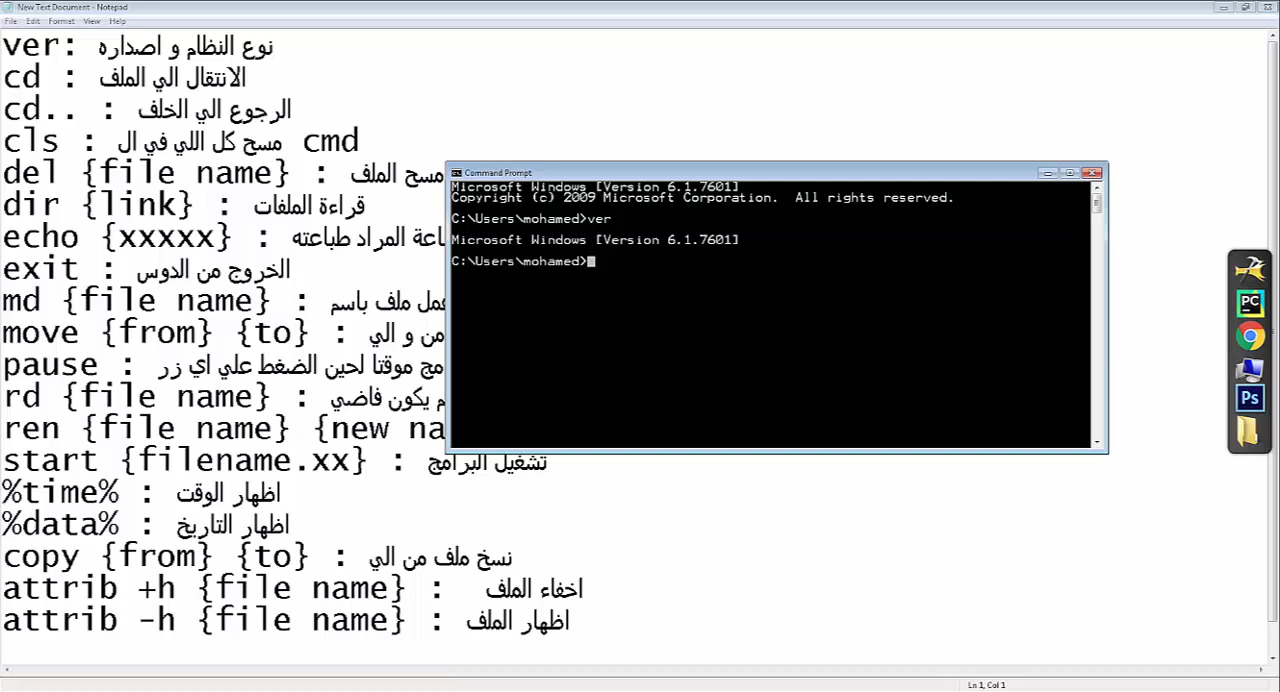 New Text Document - Notepad
File Edit Format View Help
ver: نوع النظام و اصداره
cd : الانتقال الي الملف
cd.. : الرجوع الي الخلف
cls : مسح كل اللي في ال cmd
del {file name} : مسح الملف
dir {link} : قراءة الملفات
echo {xxxxx} : المراد طباعته
exit : الخروج من الدوس
md {file name} : ملف باسم
move {from} {to} : من و الي
pause : موقتا لحين الضغط علي اي زر
rd {file name} : يكون فاضي
ren {file name} {new
start {filename.xx} : تشغيل البرامج
%time% : اظهار الوقت
%data% : اظهار التاريخ
copy {from} {to} : نسخ ملف من الي
attrib +h {file name} : اخفاء الملف
attrib -h {file name} : اظهار الملف
Ln 1, Col 1
Command Prompt
Microsoft Windows [Version 6.1.7601]
Copyright (c) 2009 Microsoft Corporation. All rights reserved.
C:\Users\mohamed>ver
Microsoft Windows [Version 6.1.7601]
C:\Users\mohamed>
PC
Ps